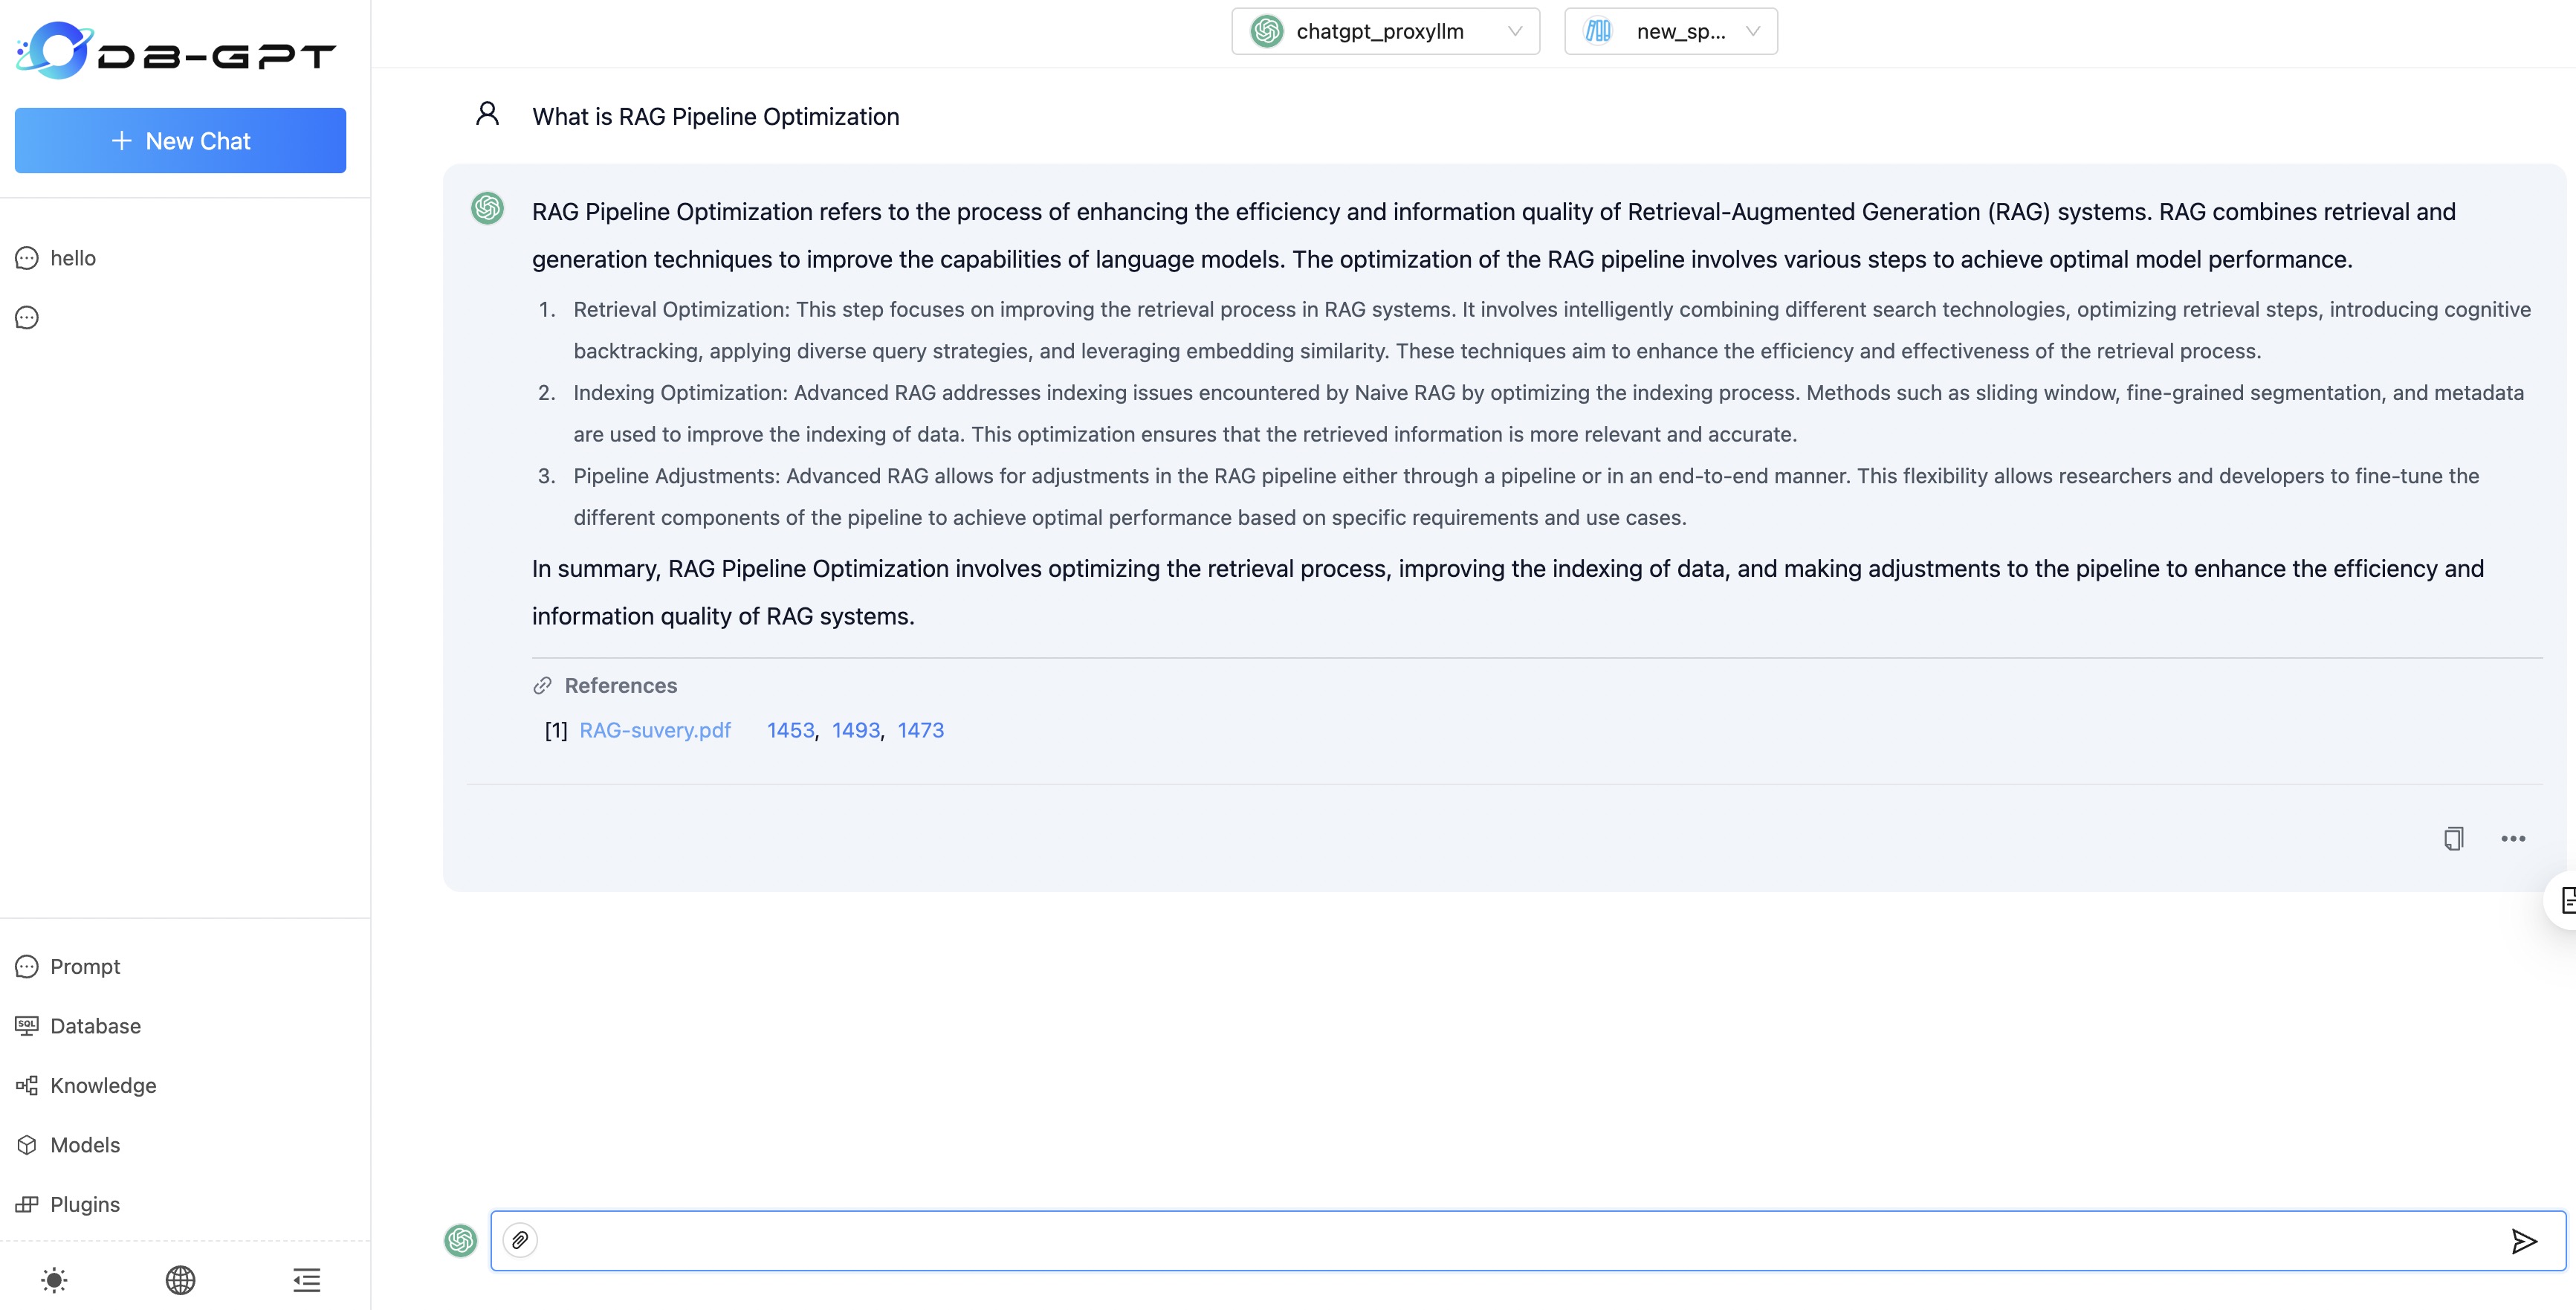 DB-GPT
+ New Chat
hello
Prompt
SQL Database
Knowledge
Models
Plugins
chatgpt_proxyllm
new_sp...
What is RAG Pipeline Optimization
RAG Pipeline Optimization refers to the process of enhancing the efficiency and information quality of Retrieval-Augmented Generation (RAG) systems. RAG combines retrieval and
generation techniques to improve the capabilities of language models. The optimization of the RAG pipeline involves various steps to achieve optimal model performance.
1. Retrieval Optimization: This step focuses on improving the retrieval process in RAG systems. It involves intelligently combining different search technologies, optimizing retrieval steps, introducing cognitive
backtracking, applying diverse query strategies, and leveraging embedding similarity. These techniques aim to enhance the efficiency and effectiveness of the retrieval process.
2. Indexing Optimization: Advanced RAG addresses indexing issues encountered by Naive RAG by optimizing the indexing process. Methods such as sliding window, fine-grained segmentation, and metadata
are used to improve the indexing of data. This optimization ensures that the retrieved information is more relevant and accurate.
3. Pipeline Adjustments: Advanced RAG allows for adjustments in the RAG pipeline either through a pipeline or in an end-to-end manner. This flexibility allows researchers and developers to fine-tune the
different components of the pipeline to achieve optimal performance based on specific requirements and use cases.
In summary, RAG Pipeline Optimization involves optimizing the retrieval process, improving the indexing of data, and making adjustments to the pipeline to enhance the efficiency and
information quality of RAG systems.
References
[1] RAG-suvery.pdf 1453, 1493, 1473